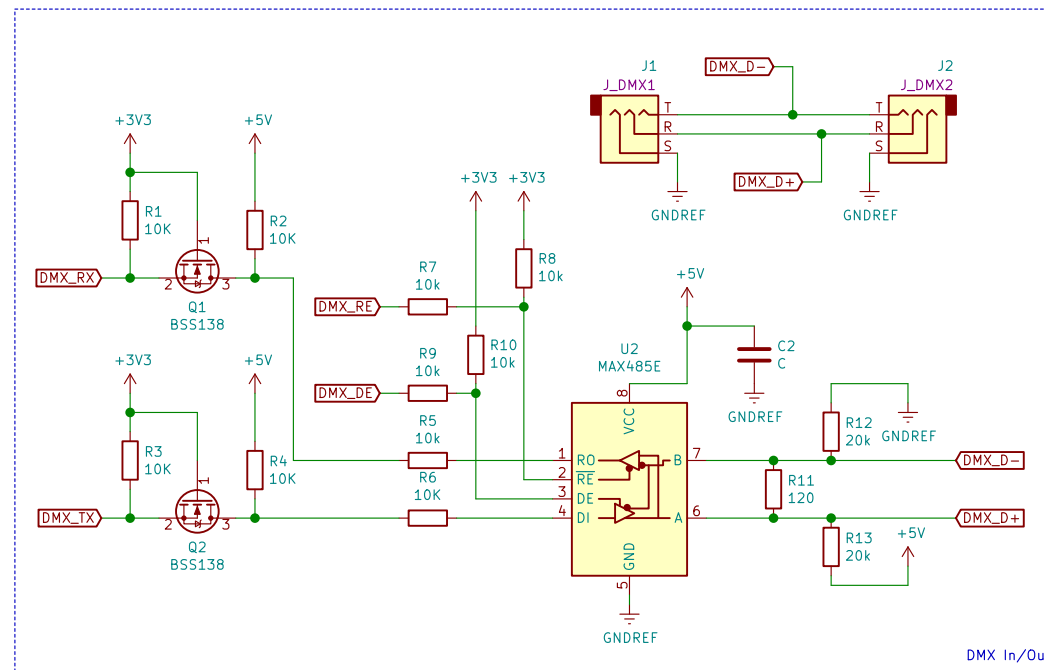 J1
J_DMX1
DMX_D-
J2
J_DMX2
T
R
S
T
R
S
DMX_D+
GNDREF
GNDREF
+3V3
+5V
R1
10K
R2
10K
1
DMX_RX
2
3
Q1
BSS138
+3V3
+3V3
R7
10k
R8
10k
DMX_RE
R9
10k
R10
10k
DMX_DE
+5V
C2
C
GNDREF
+3V3
+5V
R3
10K
R4
10K
1
DMX_TX
2
3
Q2
BSS138
R5
10k
R6
10K
U2
MAX485E
8
VCC
1
RO
2
RE
3
DE
4
DI
B
7
A
6
GND
5
GNDREF
R11
120
R12
20k
GNDREF
DMX_D-
DMX_D+
R13
20k
+5V
DMX In/Ou